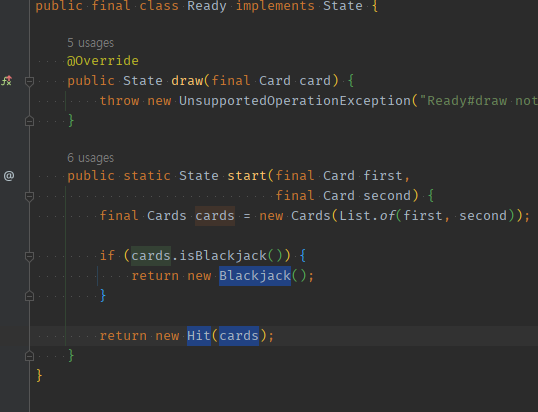 public final class Ready implements State {
5 usages
@Override
public State draw(final Card card) {
throw new UnsupportedOperationException("Ready#draw not
}
6 usages
@
public static State start(final Card first,
final Card second) {
final Cards cards = new Cards(List.of(first, second));
if (cards.isBlackjack()) {
return new Blackjack();
}
return new Hit(cards);
}
}